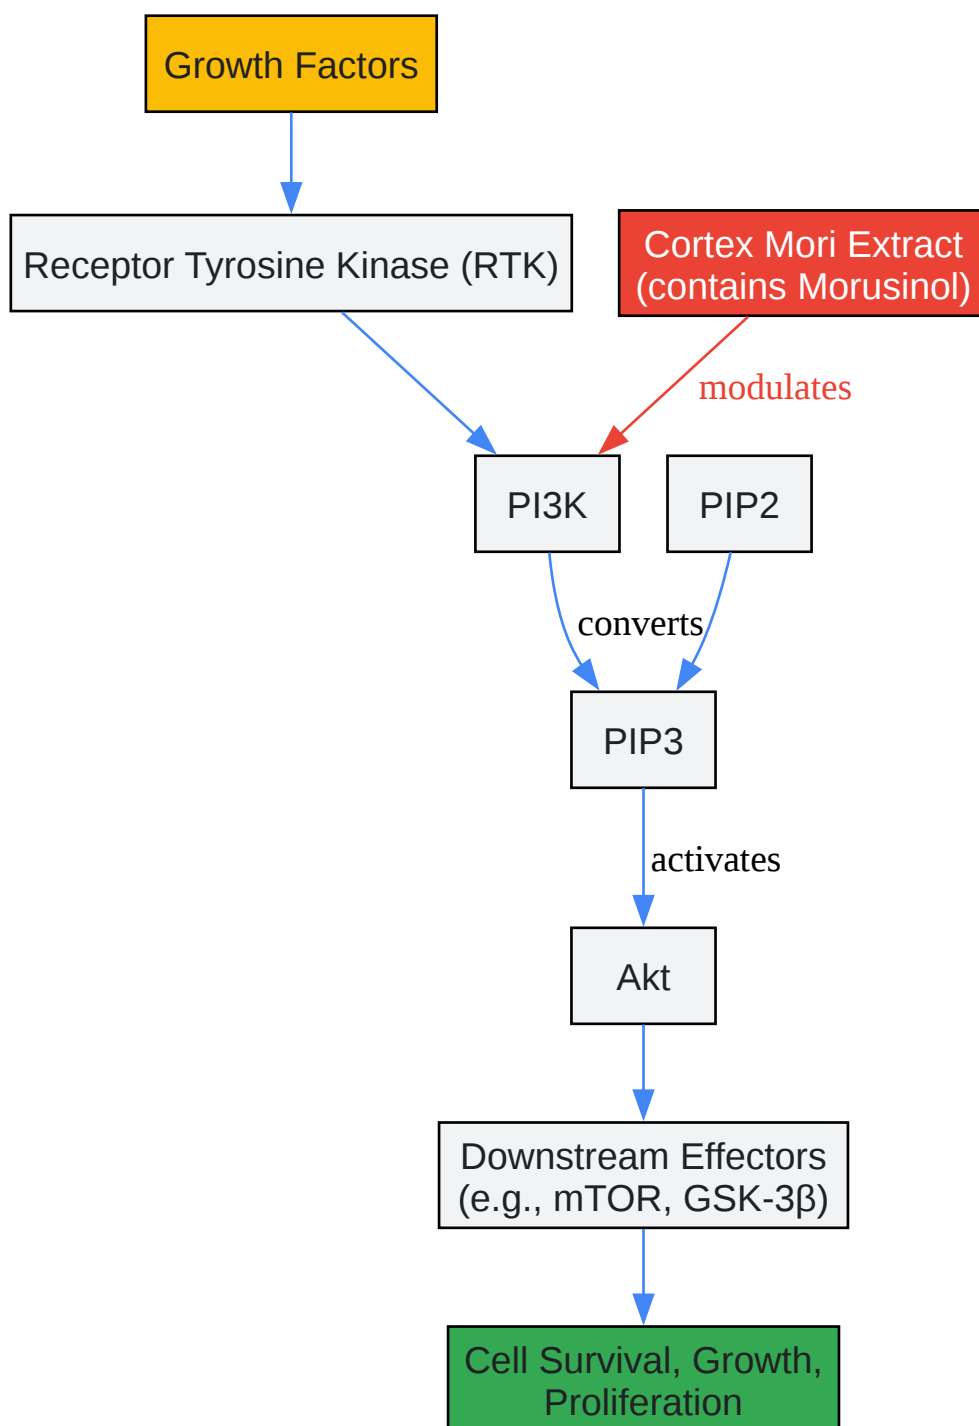 Growth Factors
Receptor Tyrosine Kinase (RTK)
Cortex Mori Extract
(contains Morusinol)
modulates
PI3K
PIP2
converts
PIP3
activates
Akt
Downstream Effectors
(e.g., mTOR, GSK-3β)
Cell Survival, Growth,
Proliferation